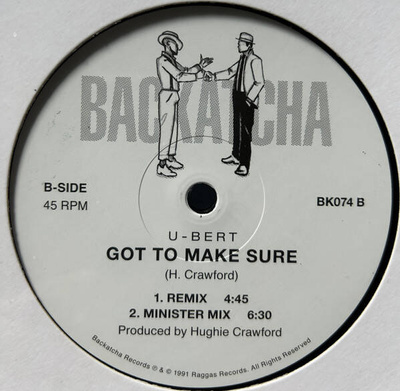 BACKATCHA
B-SIDE
45 RPM
BK074 B
U-BERT
GOT TO MAKE SURE
(H. Crawford)
1. REMIX 4:45
2. MINISTER MIX 6:30
Produced by Hughie Crawford
Backatcha Records ℗ & © 1991 Raggas Records. All Rights Reserved